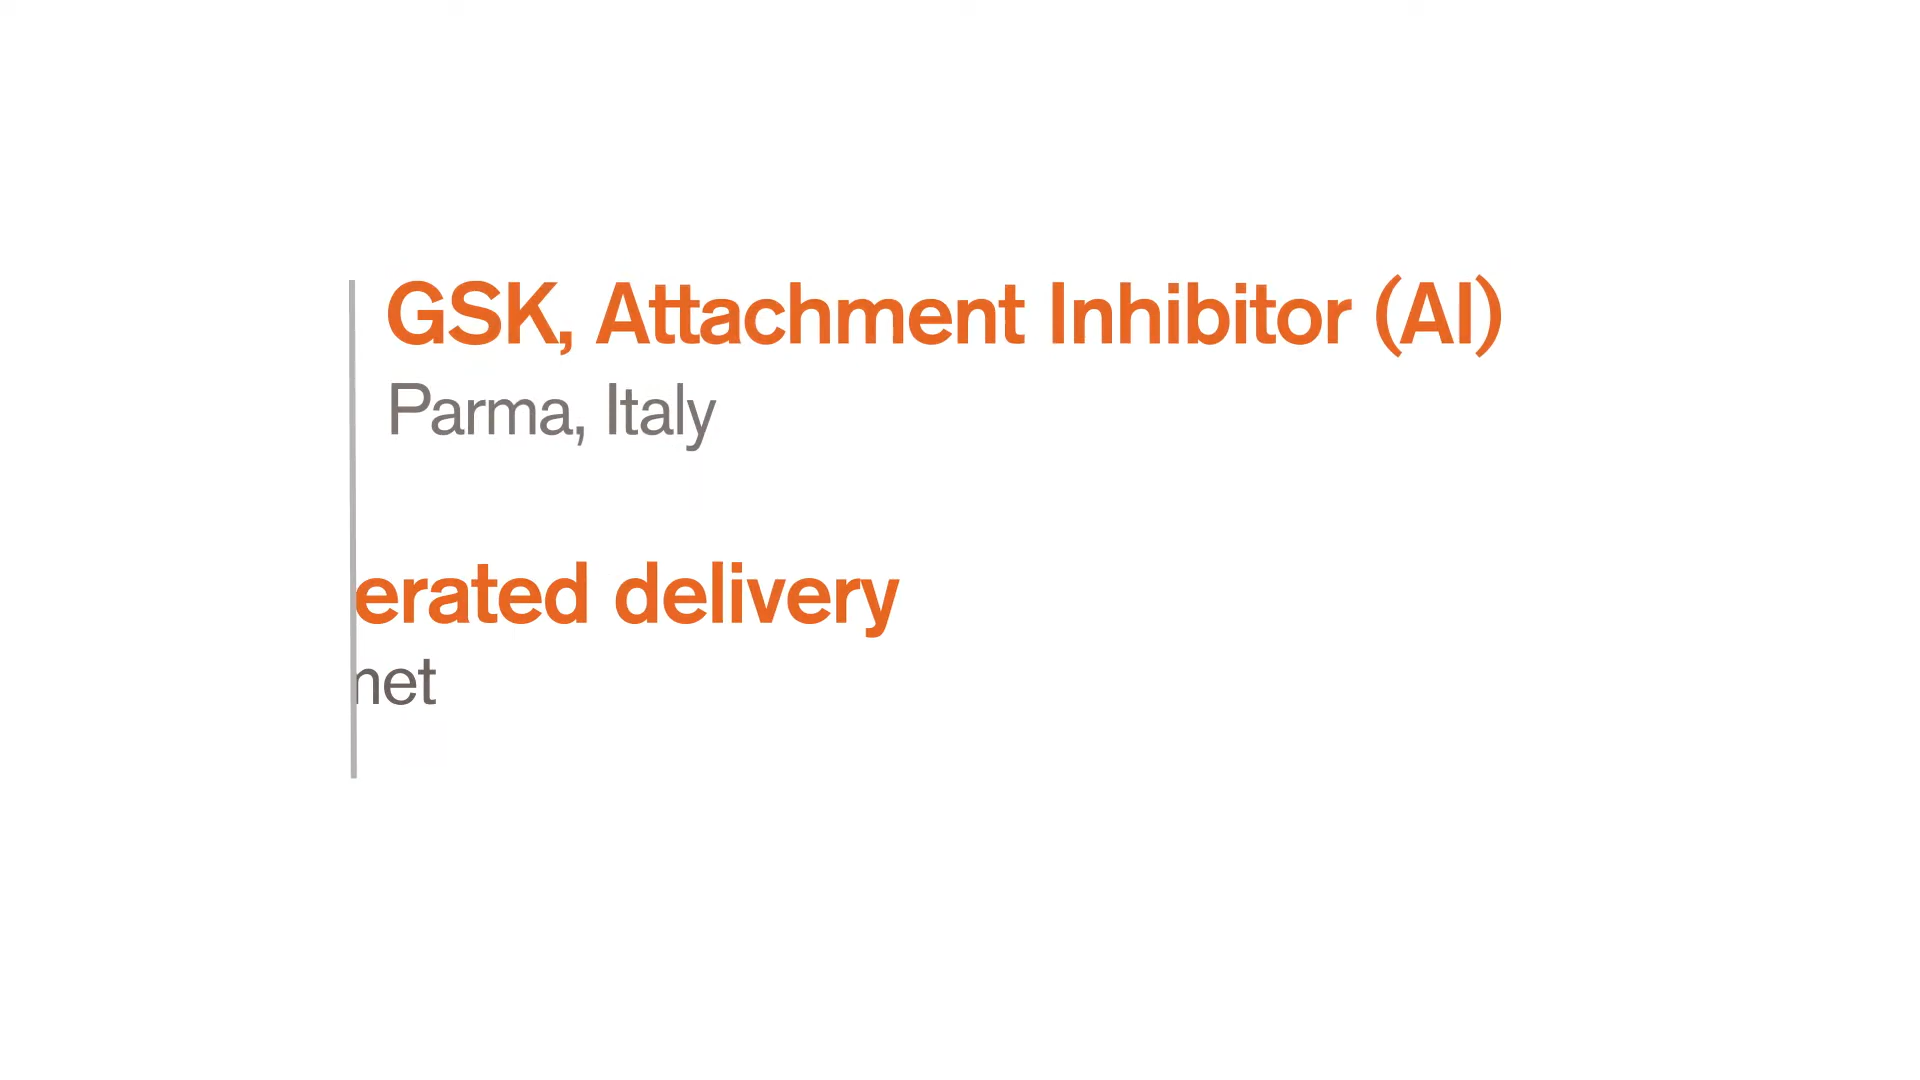 GSK, Attachment Inhibitor (AI)
Parma, Italy
erated delivery
net